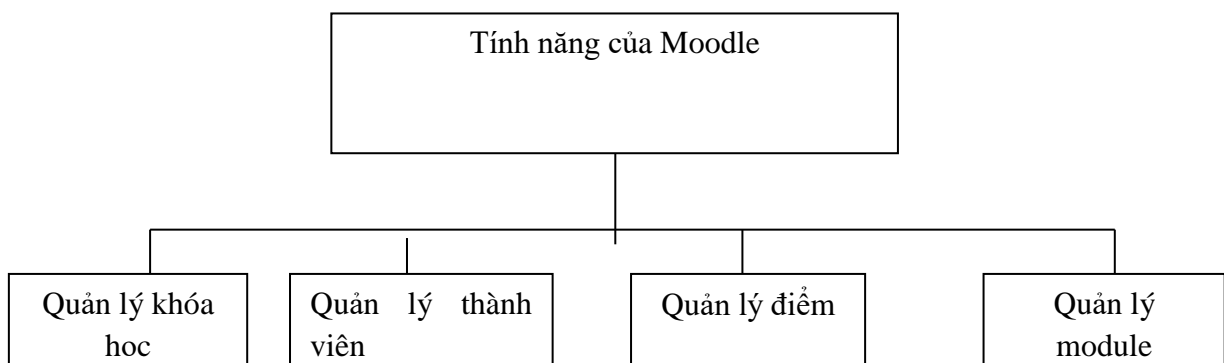 Tính năng của Moodle
Quản lý khóa
hoc
Quản lý thành
viên
Quản lý điểm
Quản lý
module